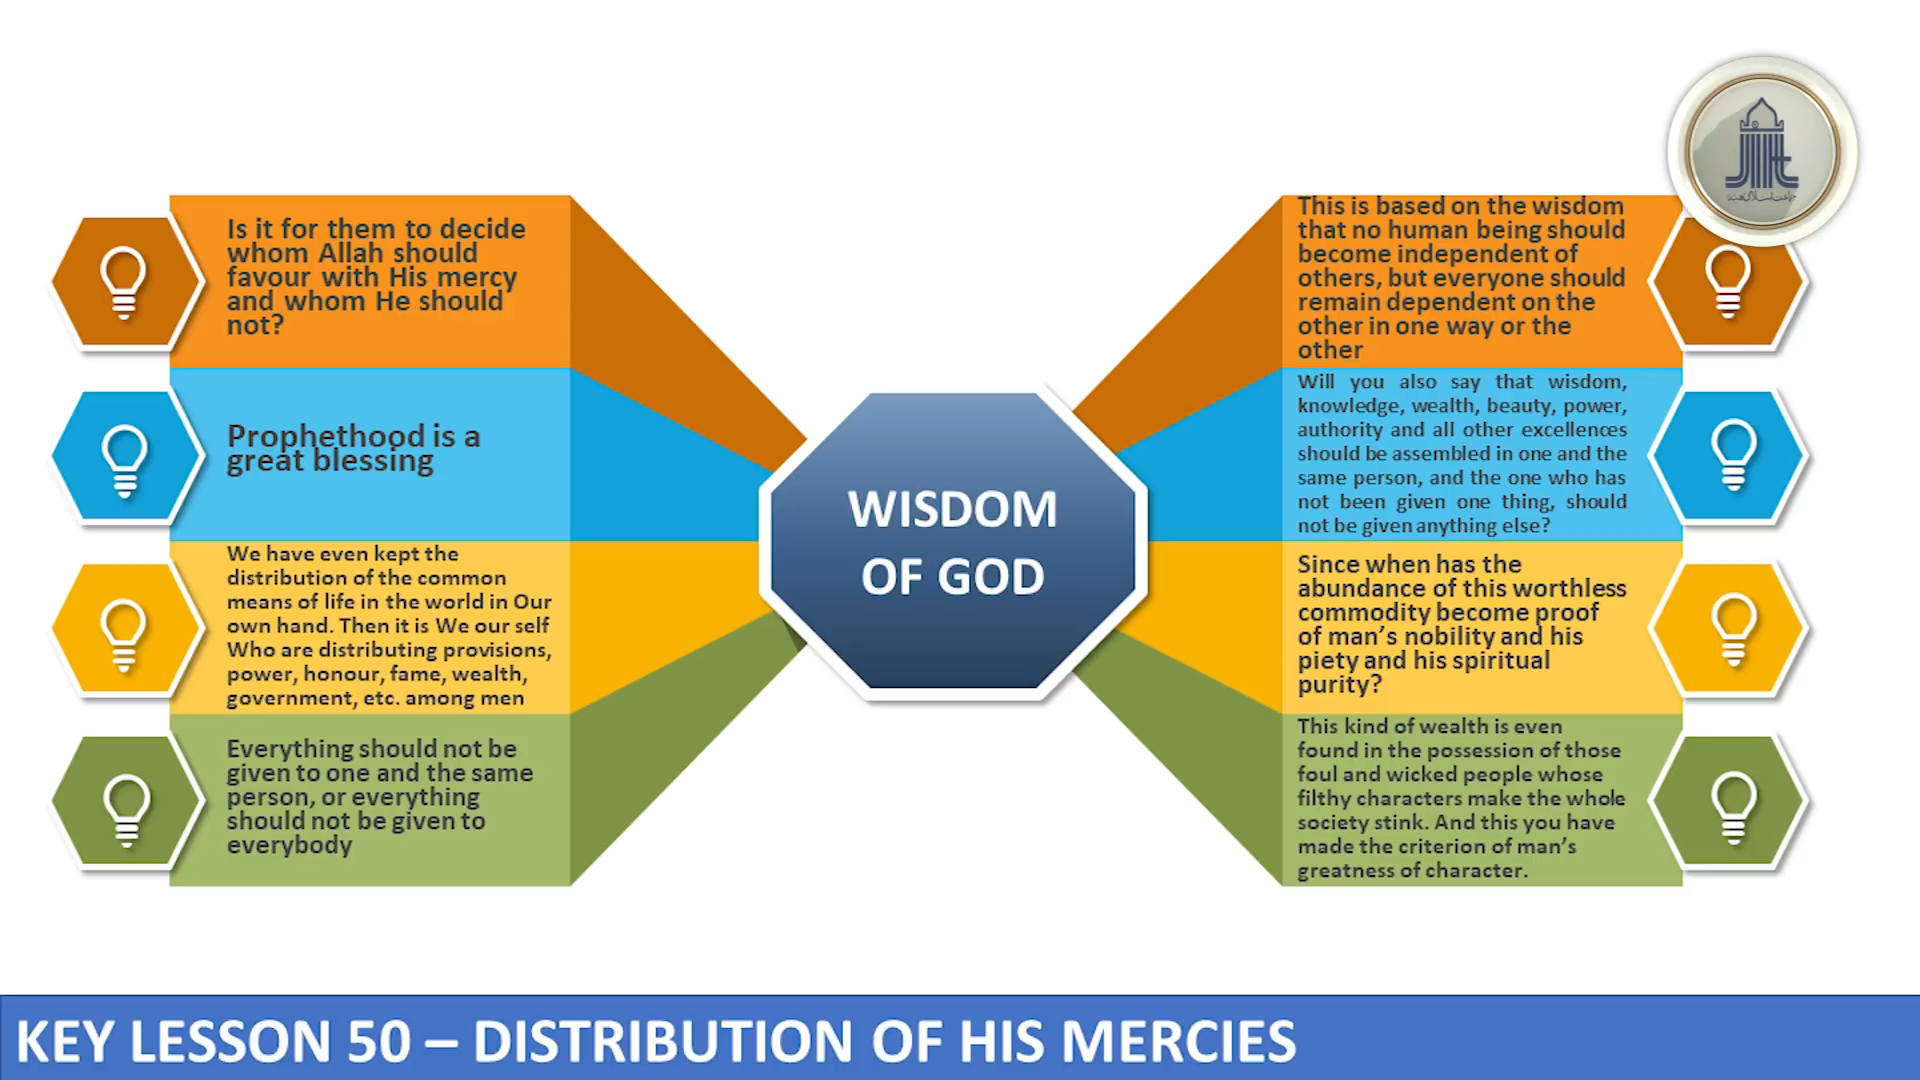 Is it for them to decide
whom Allah should
favour with His mercy
and whom He should
not?
Prophethood is a
great blessing
We have even kept the
distribution of the common
means of life in the world in Our
own hand. Then it is We our self
Who are distributing provisions,
power, honour, fame, wealth,
government, etc. among men
Everything should not be
given to one and the same
person, or everything
should not be given to
everybody
WISDOM
OF GOD
This is based on the wisdom
that no human being should
become independent of
others, but everyone should
remain dependent on the
other in one way or the
other
Will you also say that wisdom,
knowledge, wealth, beauty, power,
authority and all other excellences
should be assembled in one and the
same person, and the one who has
not been given one thing, should
not be given anything else?
Since when has the
abundance of this worthless
commodity become proof
of man's nobility and his
piety and his spiritual
purity?
This kind of wealth is even
found in the possession of those
foul and wicked people whose
filthy characters make the whole
society stink. And this you have
made the criterion of man's
greatness of character.
KEY LESSON 50 – DISTRIBUTION OF HIS MERCIES